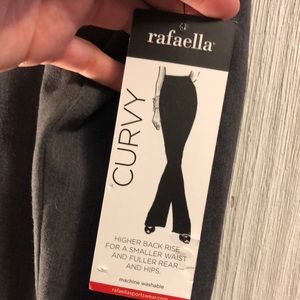 rafaella
CURVY
HIGHER BACK RISE
FOR A SMALLER WAIST
AND FULLER REAR
AND HIPS.
machine washable
rafaellasportswear.com